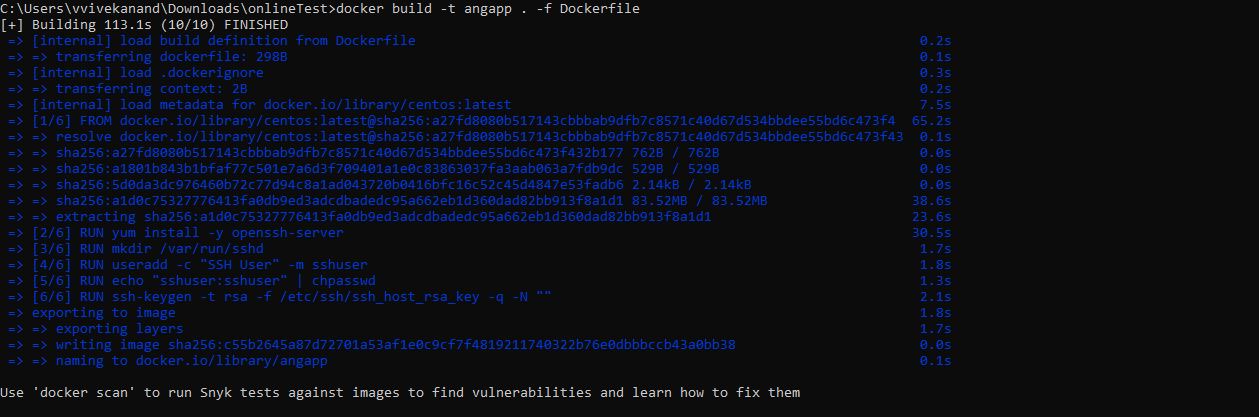 C:\Users\vvivekanand\Downloads\onlineTest>docker build -t angapp . -f Dockerfile
[+] Building 113.1s (10/10) FINISHED
=> [internal] load build definition from Dockerfile 0.2s
=> => transferring dockerfile: 298B 0.1s
=> [internal] load .dockerignore 0.3s
=> => transferring context: 2B 0.2s
=> [internal] load metadata for docker.io/library/centos:latest 7.5s
=> [1/6] FROM docker.io/library/centos:latest@sha256:a27fd8080b517143cbbbab9dfb7c8571c40d67d534bbdee55bd6c473f4 65.2s
=> => resolve docker.io/library/centos:latest@sha256:a27fd8080b517143cbbbab9dfb7c8571c40d67d534bbdee55bd6c473f43 0.1s
=> => sha256:a27fd8080b517143cbbbab9dfb7c8571c40d67d534bbdee55bd6c473f432b177 762B / 762B 0.0s
=> => sha256:a1801b843b1bfaf77c501e7a6d3f709401a1e0c83863037fa3aab063a7fdb9dc 529B / 529B 0.0s
=> => sha256:5d0da3dc976460b72c77d94c8a1ad043720b0416bfc16c52c45d4847e53fadb6 2.14kB / 2.14kB 0.0s
=> => sha256:a1d0c75327776413fa0db9ed3adcdbadedc95a662eb1d360dad82bb913f8a1d1 83.52MB / 83.52MB 38.6s
=> => extracting sha256:a1d0c75327776413fa0db9ed3adcdbadedc95a662eb1d360dad82bb913f8a1d1 23.6s
=> [2/6] RUN yum install -y openssh-server 30.5s
=> [3/6] RUN mkdir /var/run/sshd 1.7s
=> [4/6] RUN useradd -c "SSH User" -m sshuser 1.8s
=> [5/6] RUN echo "sshuser:sshuser" | chpasswd 1.3s
=> [6/6] RUN ssh-keygen -t rsa -f /etc/ssh/ssh_host_rsa_key -q -N "" 2.1s
=> exporting to image 1.8s
=> => exporting layers 1.7s
=> => writing image sha256:c55b2645a87d72701a53af1e0c9cf7f4819211740322b76e0dbbbccb43a0bb38 0.0s
=> => naming to docker.io/library/angapp 0.1s
Use 'docker scan' to run Snyk tests against images to find vulnerabilities and learn how to fix them